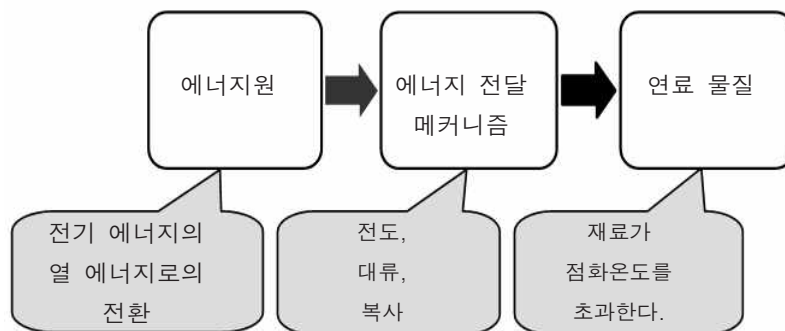 에너지원
에너지 전달
메커니즘
연료 물질
전기 에너지의
열 에너지로의
전환
전도,
대류,
복사
재료가
점화온도를
초과한다.